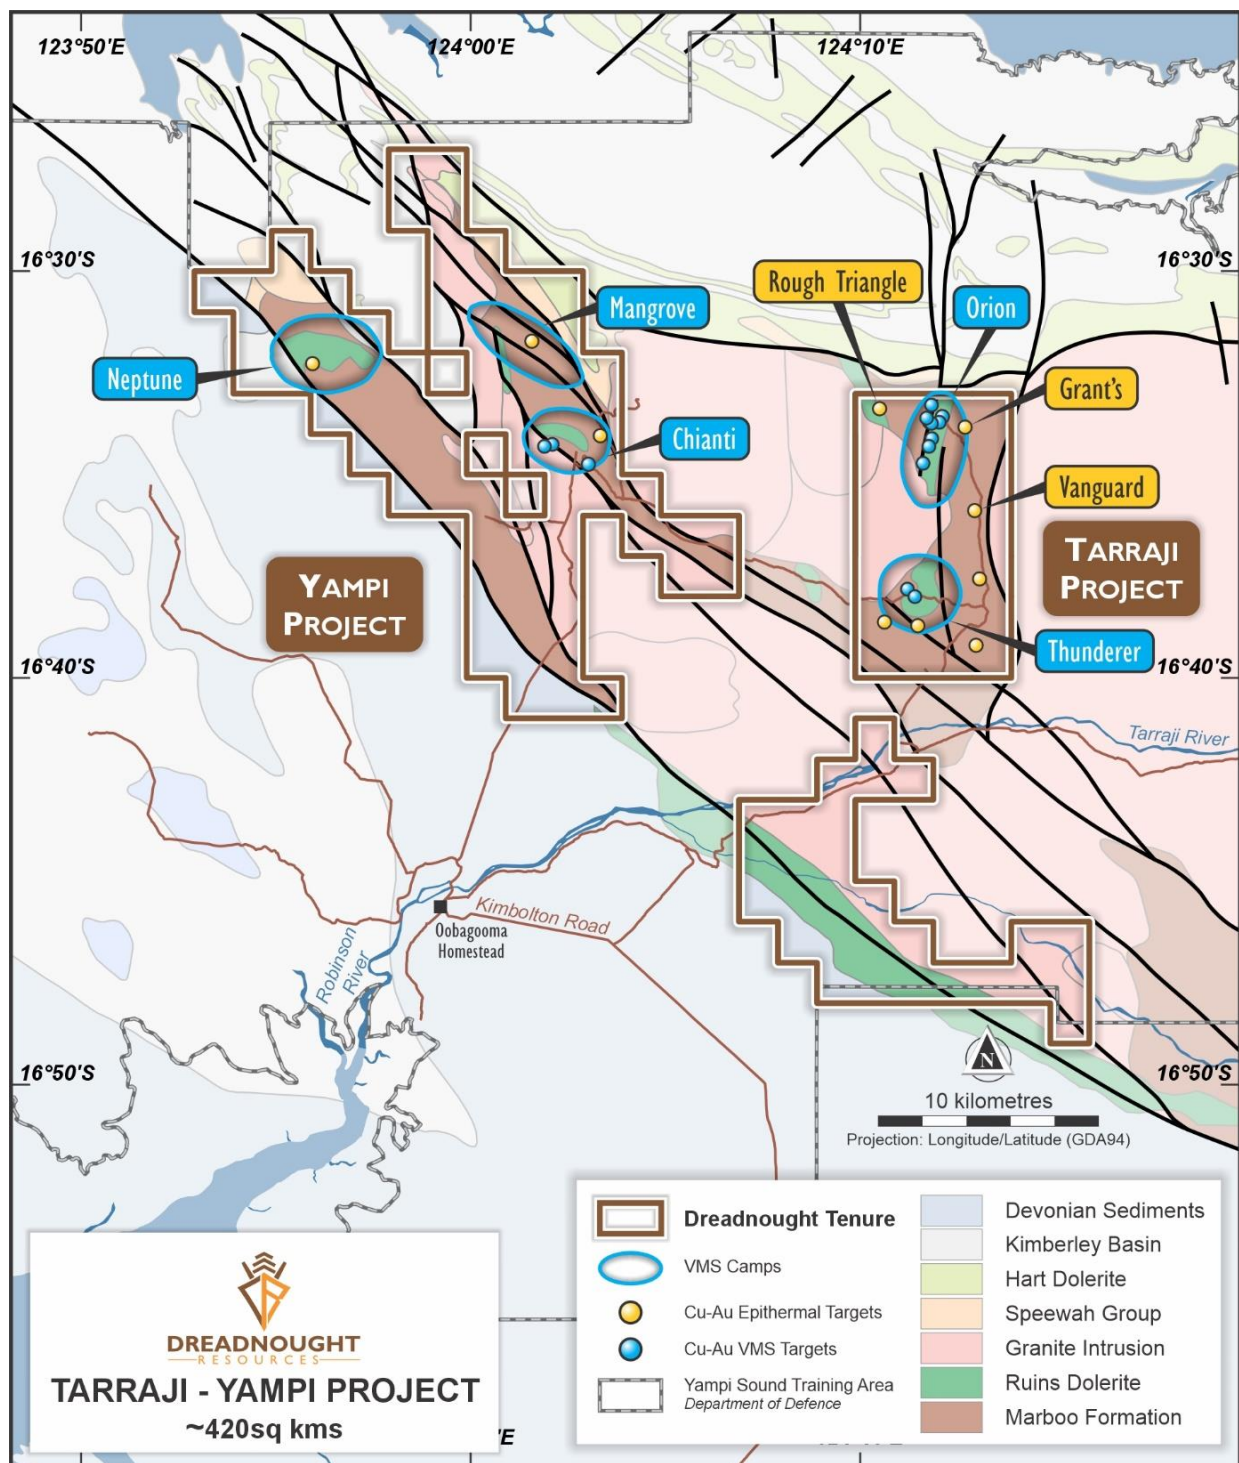 123°50'E
124°00'E
124°10'E
16°30'S
16°30'S
Rough Triangle
Orion
Mangrove
Neptune
Grant's
Chianti
Vanguard
YAMPI
PROJECT
TARRAJI
PROJECT
Thunderer
16°40'S
16°40'S
Tarraji River
Kimbolton Road
Oobagooma
Homestead
Robinson
River
16°50'S
16°50'S
N
10 kilometres
Projection: Longitude/Latitude (GDA94)
Dreadnought Tenure
VMS Camps
Cu-Au Epithermal Targets
Cu-Au VMS Targets
Yampi Sound Training Area
Department of Defence
Devonian Sediments
Kimberley Basin
Hart Dolerite
Speewah Group
Granite Intrusion
Ruins Dolerite
Marboo Formation
DREADNOUGHT
RESOURCES
TARRAJI - YAMPI PROJECT
~420sq kms
'E